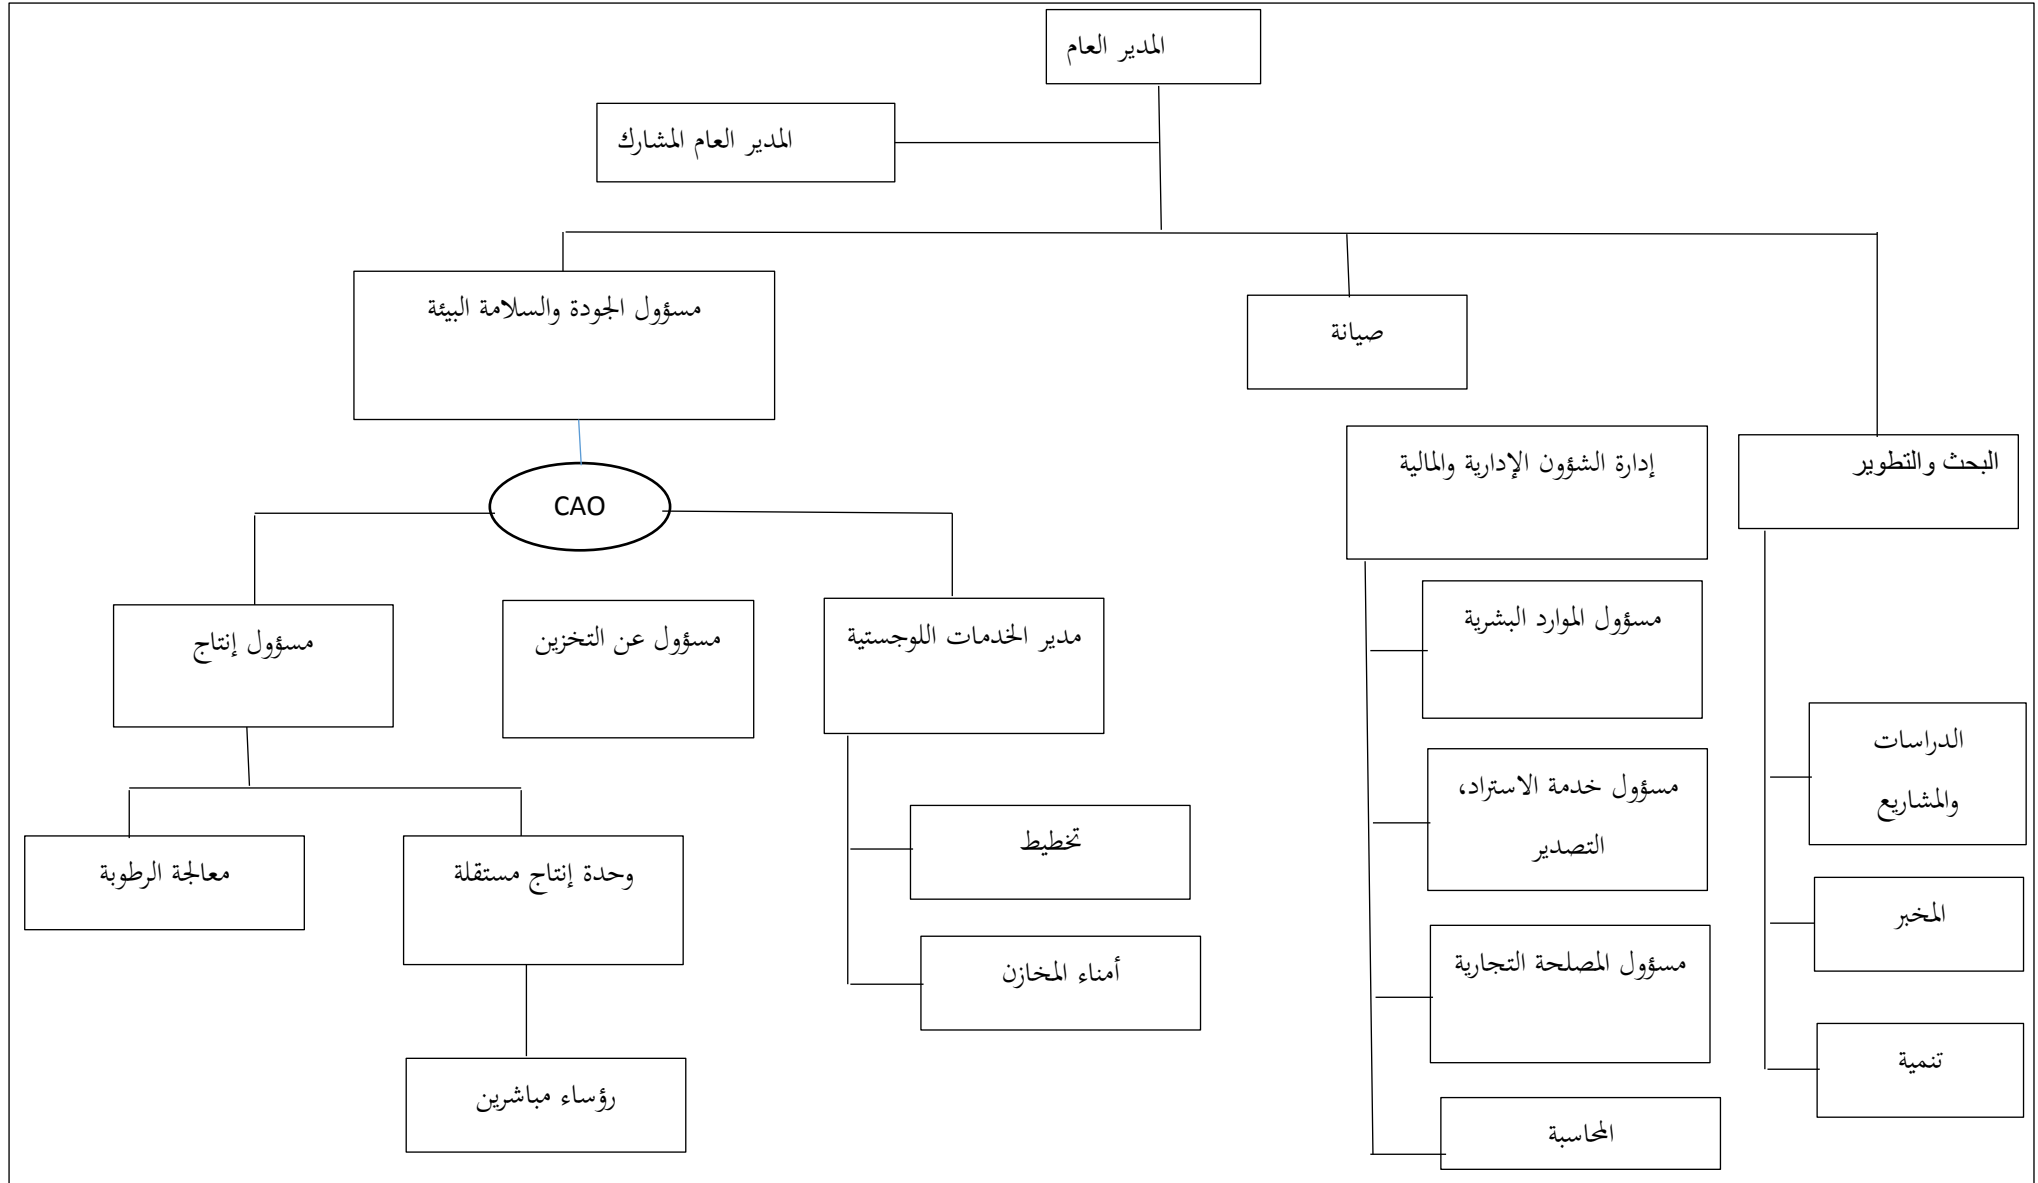 المدير العام
المدير العام المشارك
مسؤول الجودة والسلامة البيئة
صيانة
إدارة الشؤون الإدارية والمالية
البحث والتطوير
CAO
مسؤول الموارد البشرية
مسؤول إنتاج
مسؤول عن التخزين
مدير الخدمات اللوجستية
الدراسات
والمشاريع
مسؤول خدمة الاستراد،
التصدير
تخطيط
معالجة الرطوبة
وحدة إنتاج مستقلة
المخبر
مسؤول المصلحة التجارية
أمناء المخازن
تنمية
رؤساء مباشرين
المحاسبة